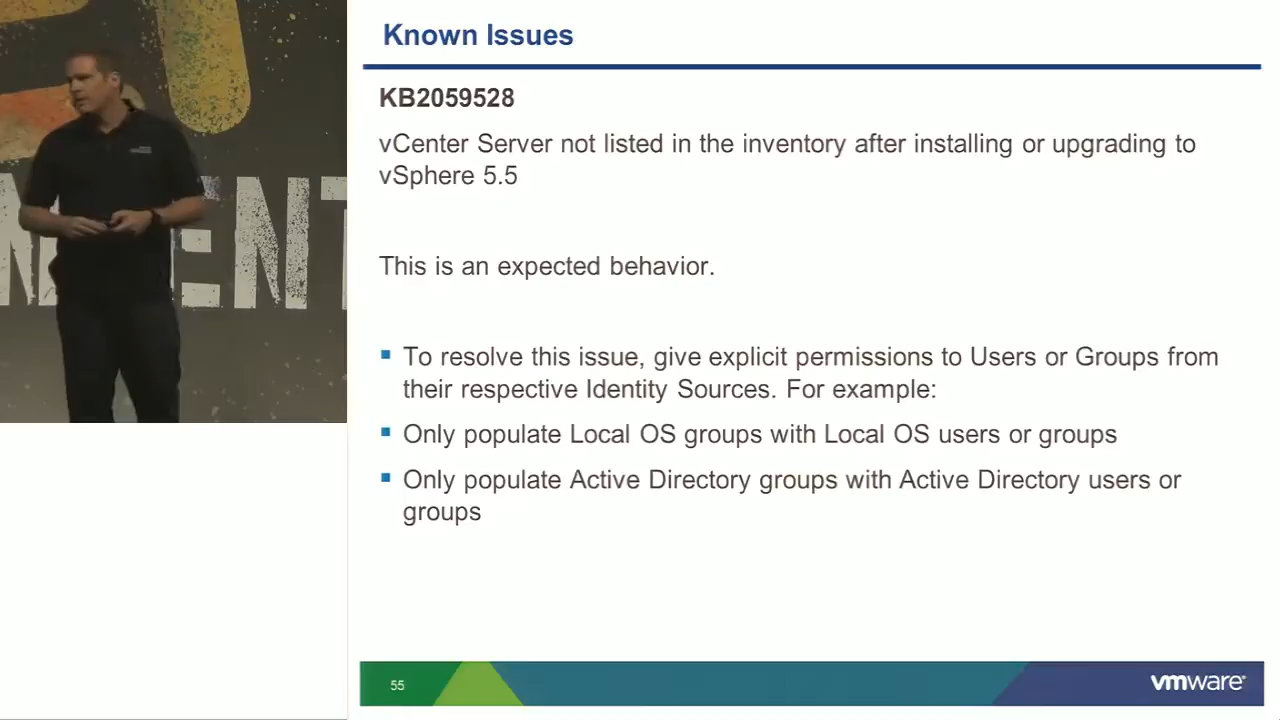 Known Issues
KB2059528
vCenter Server not listed in the inventory after installing or upgrading to
vSphere 5.5
This is an expected behavior.
To resolve this issue, give explicit permissions to Users or Groups from
their respective Identity Sources. For example:
Only populate Local OS groups with Local OS users or groups
Only populate Active Directory groups with Active Directory users or
groups
55
vmware